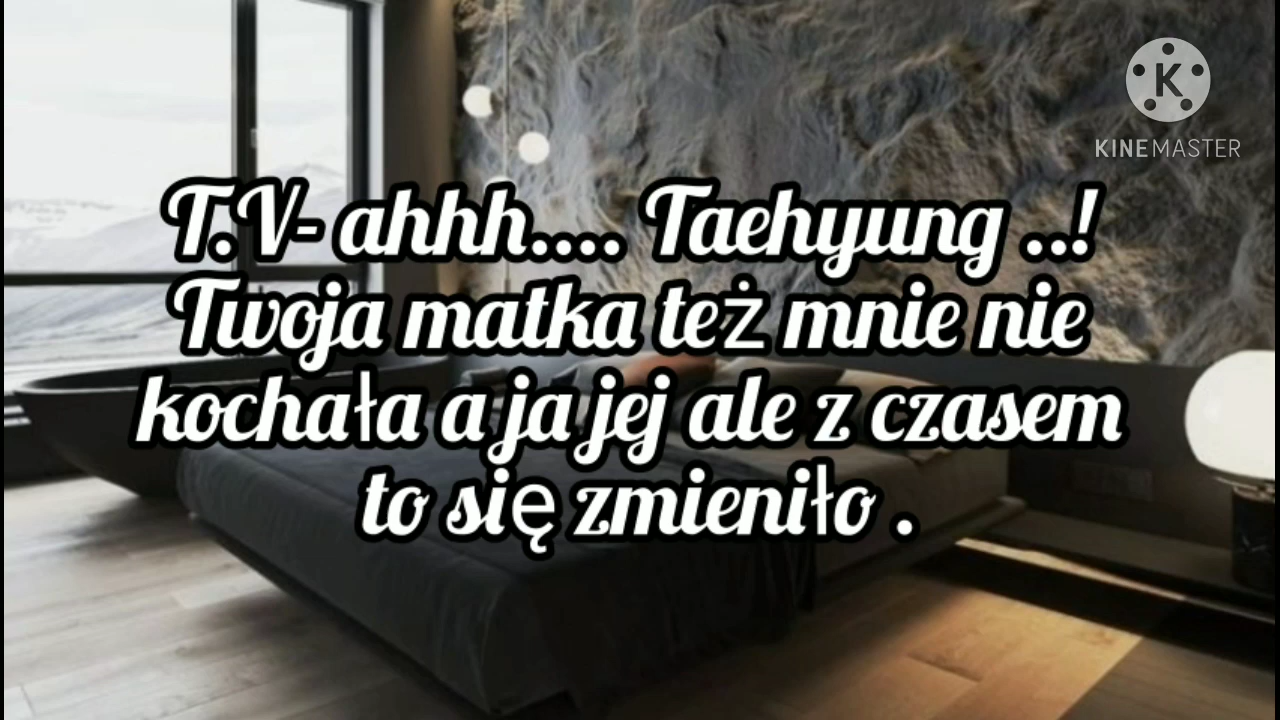 K
KINEMASTER
T.V- ahhh.... Taehyung ..!
Twoja matka też mnie nie
kochała a ja jej ale z czasem
to się zmieniło .